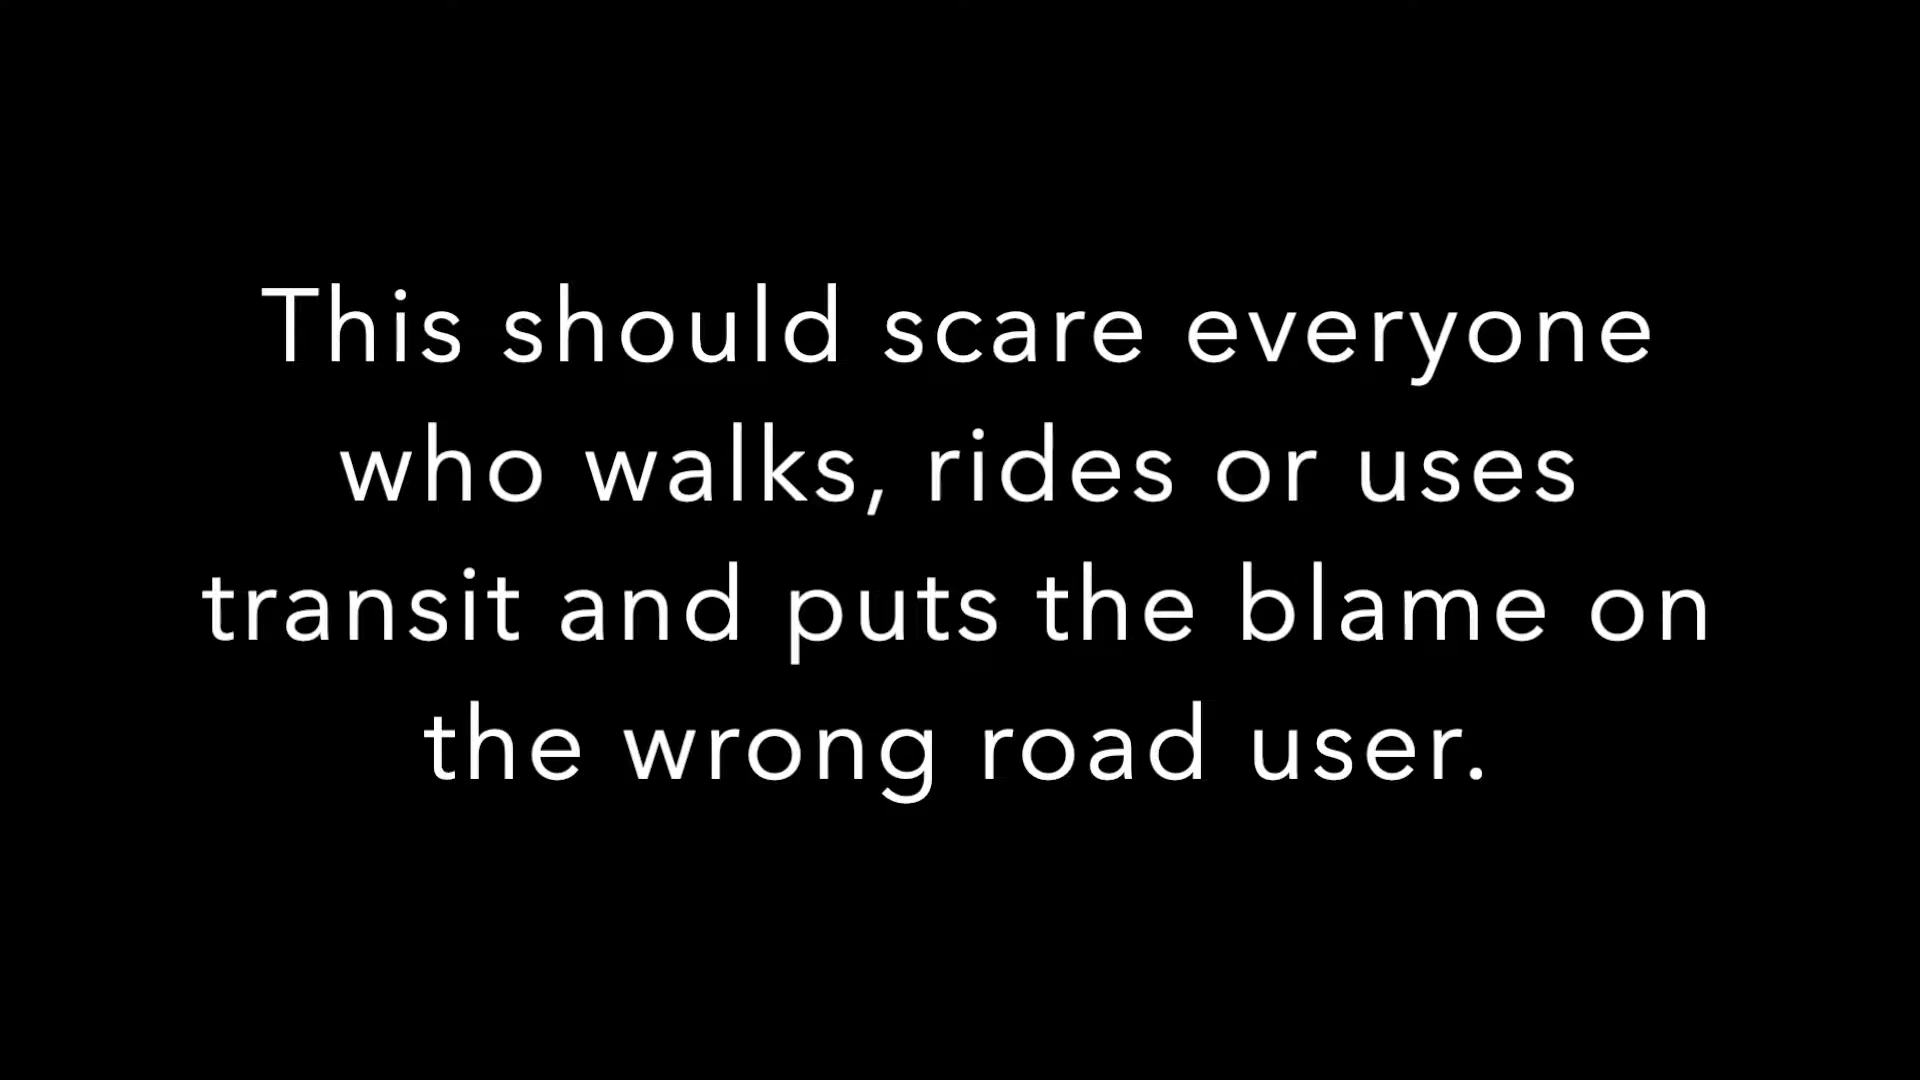 This should scare everyone
who walks, rides or uses
transit and puts the blame on
the wrong road user.